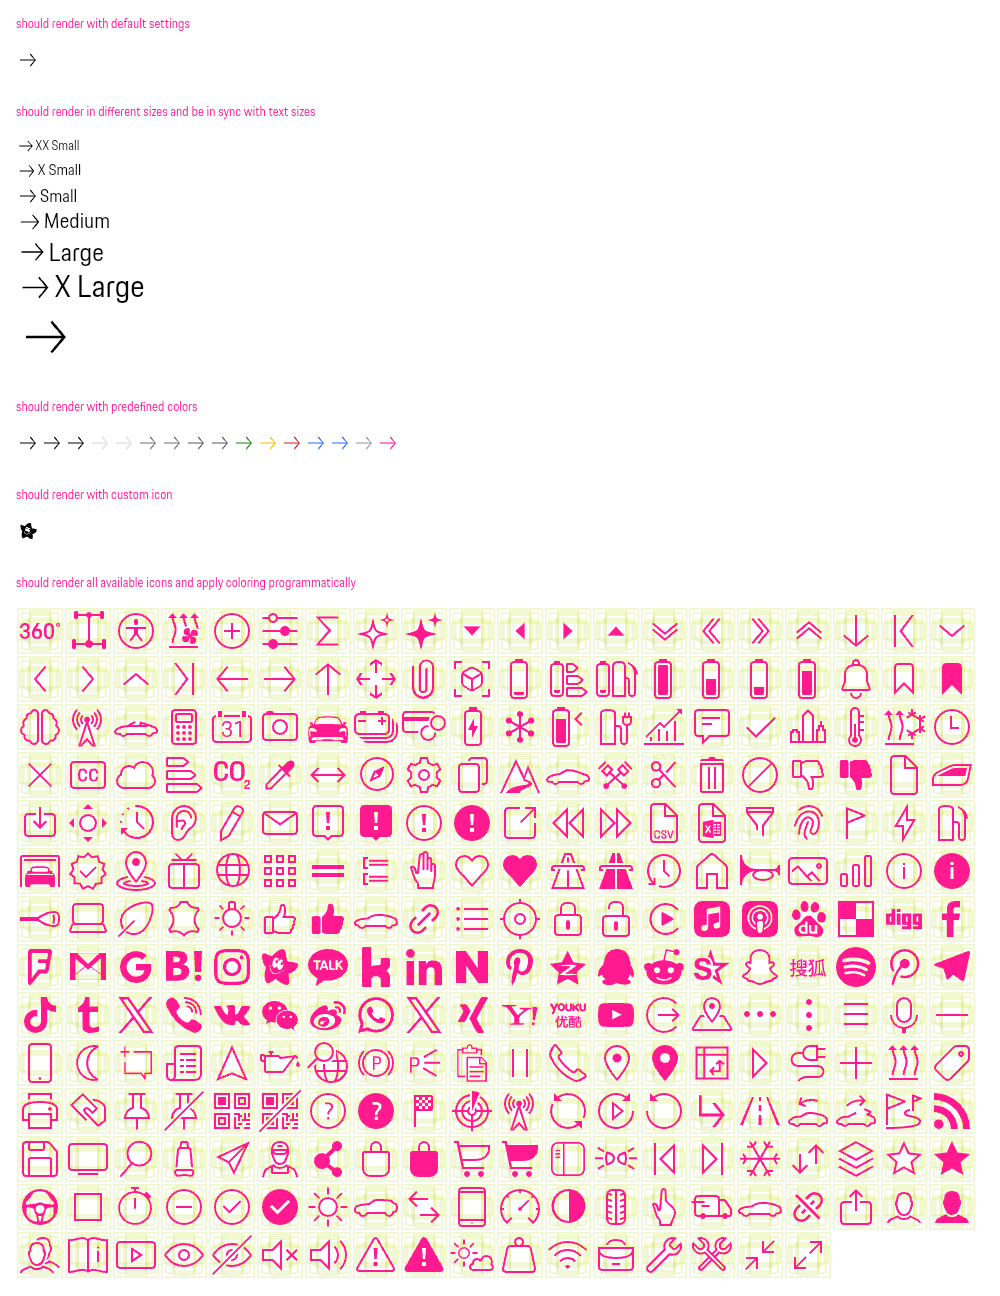 should render with default settings
should render in different sizes and be in sync with text sizes
XX Small
X Small
Small
Medium
Large
X Large
should render with predefined colors
should render with custom icon
should render all available icons and apply coloring programmatically
360°
31
CC
CO2
CSV
X
du
digg
f
G B! TALK k in N
S
搜狐
t
Y!
YOUKU
优酷
P P
? ?
i